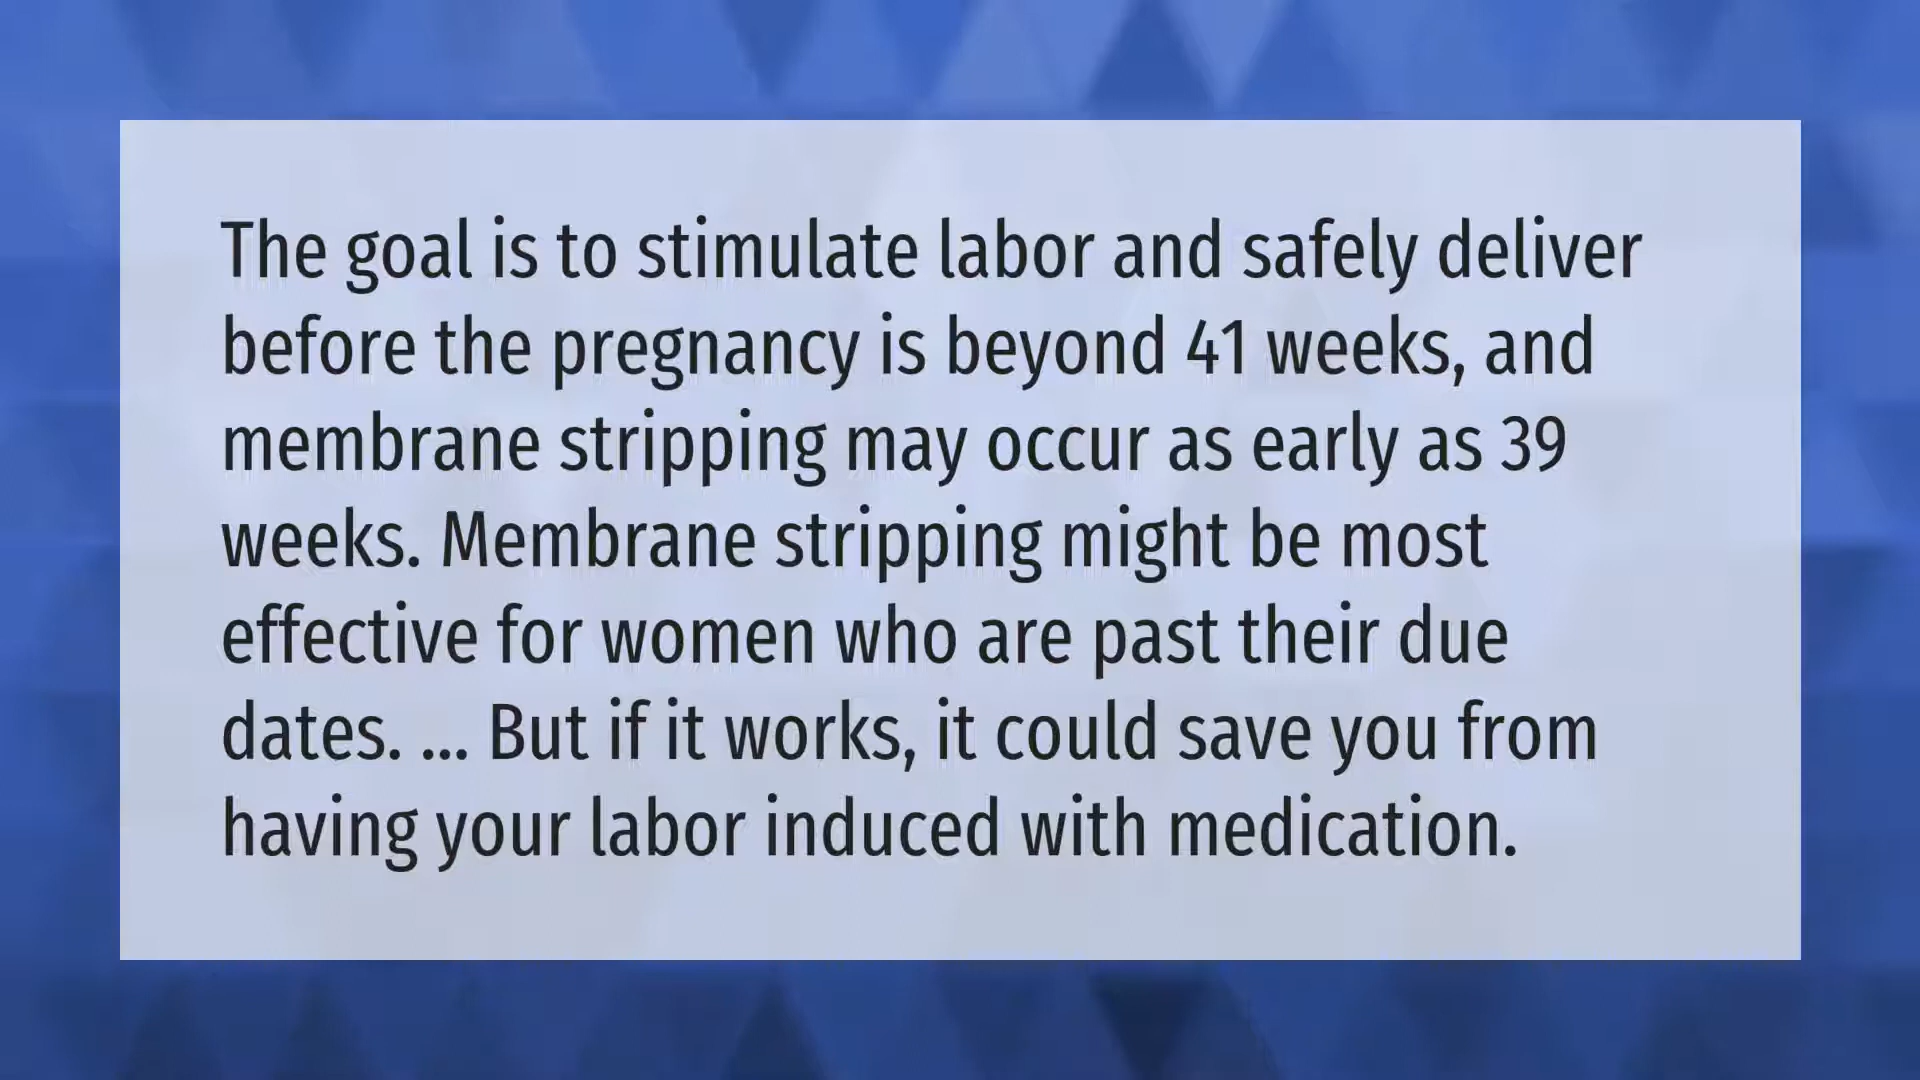 The goal is to stimulate labor and safely deliver
before the pregnancy is beyond 41 weeks, and
membrane stripping may occur as early as 39
weeks. Membrane stripping might be most
effective for women who are past their due
dates. ... But if it works, it could save you from
having your labor induced with medication.